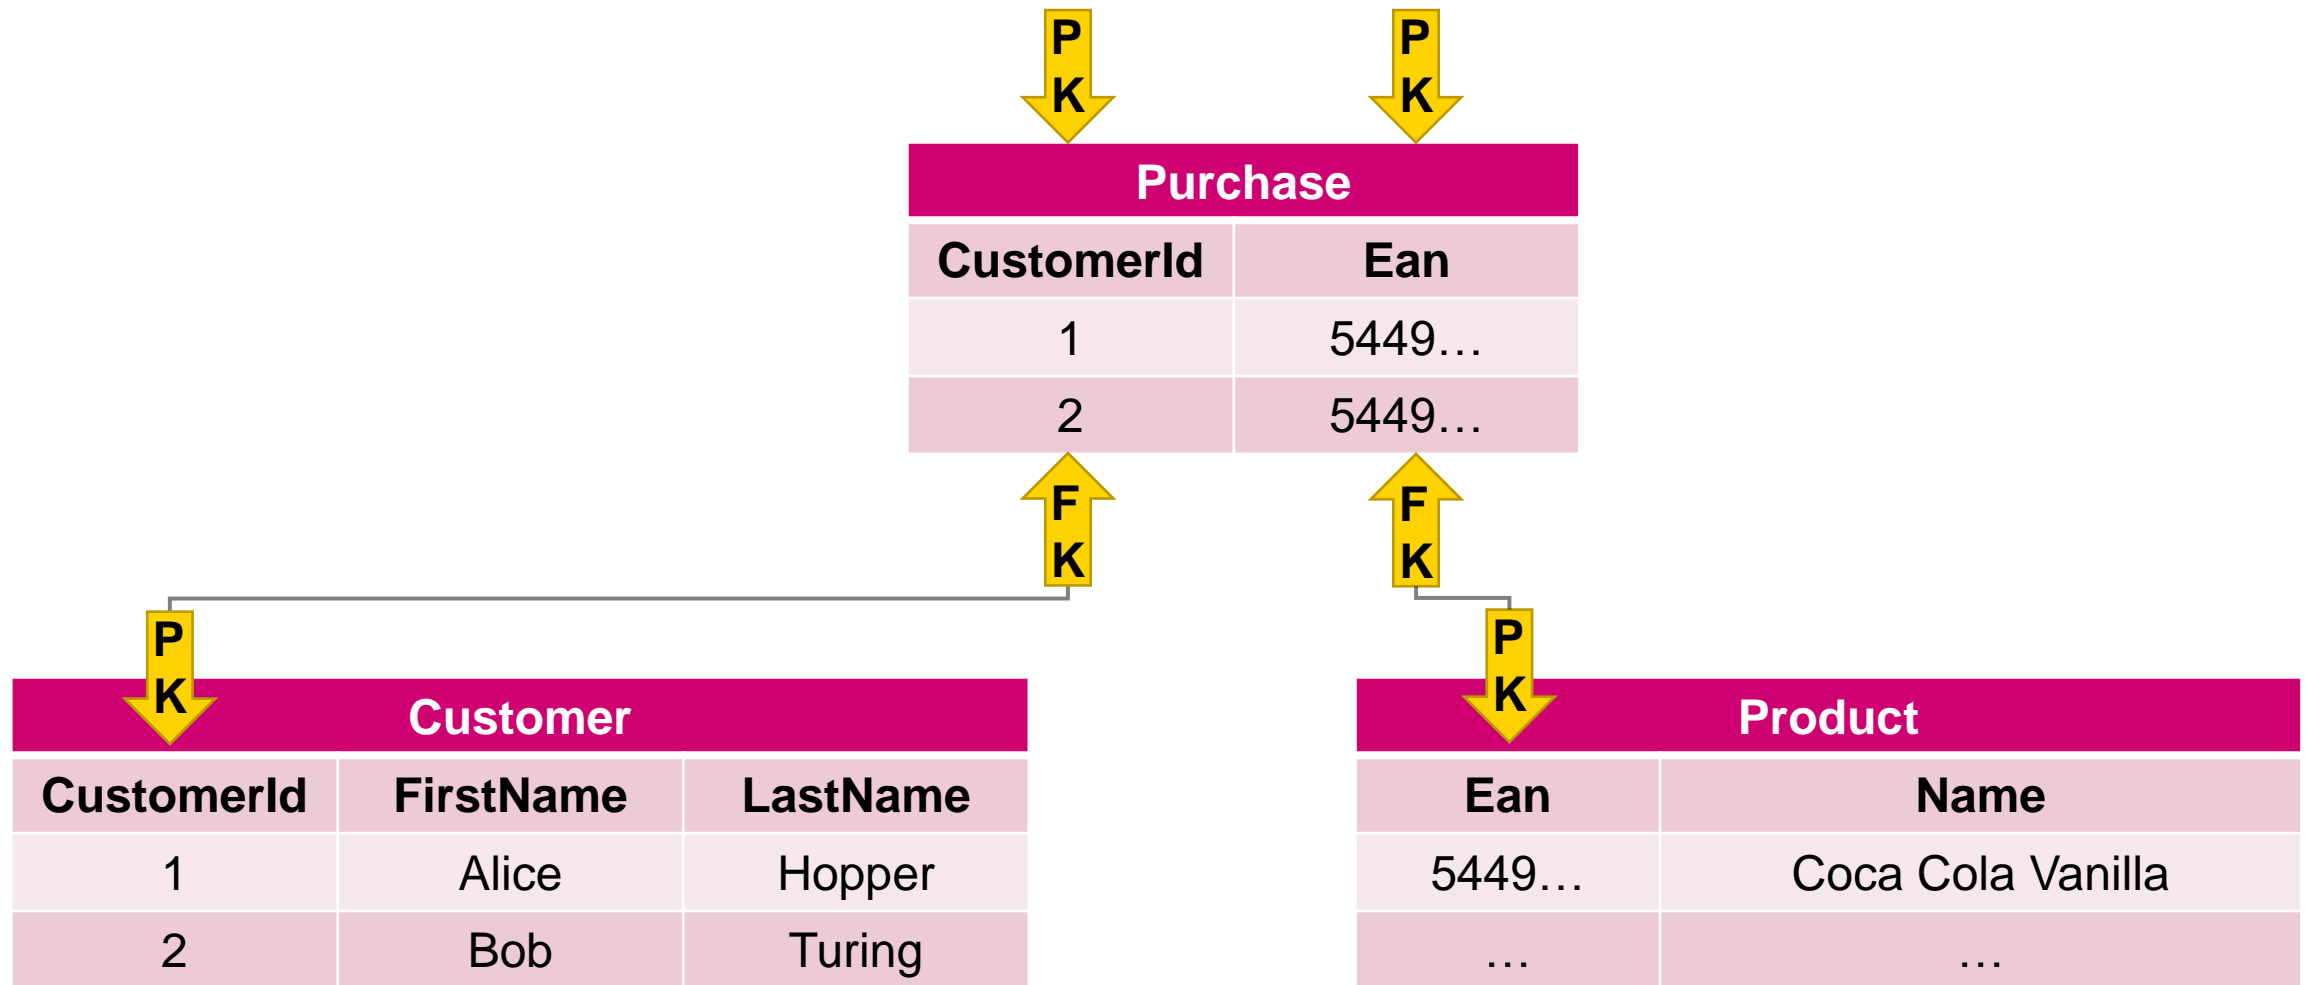 P K
P K
Purchase
CustomerId Ean
1 5449…
2 5449…
F K
F K
P K
P K
Customer
CustomerId FirstName LastName
1 Alice Hopper
2 Bob Turing
Product
Ean Name
5449… Coca Cola Vanilla
… …